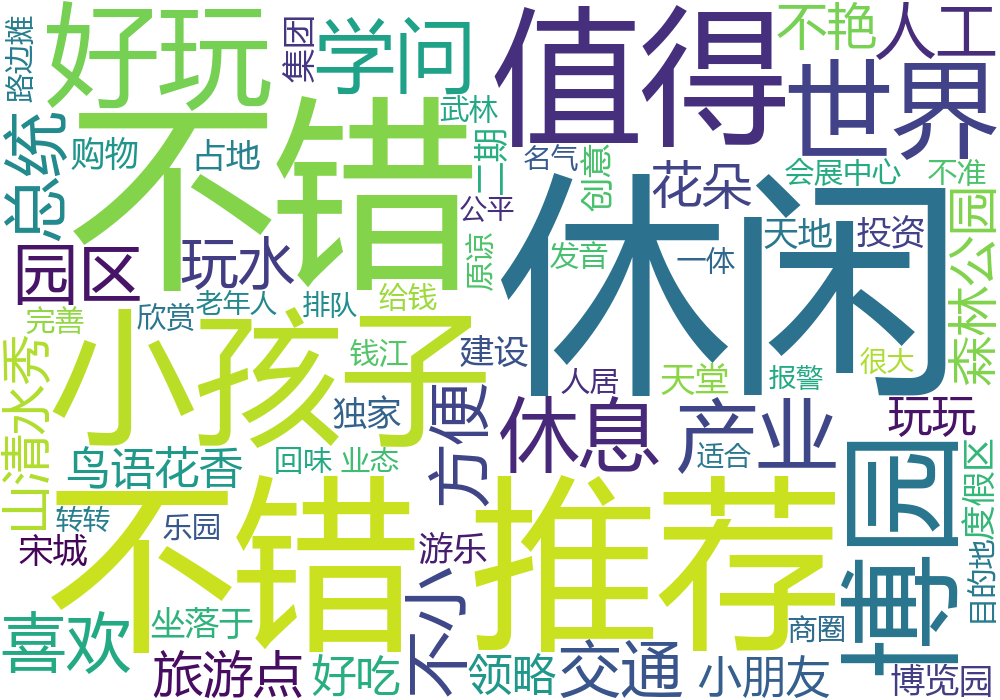 路边摊
好玩
集团
学问
值得
不艳
人工
世界
总统
购物
占地
不错
武林
二期
名气
创意
花朵
会展中心
不准
公平
休闲
园区
玩水
原谅
发音
一体
天地
投资
森林公园
完善
欣赏
老年人
排队
给钱
小孩子
钱江
建设
独家
人居
天堂
报警
很大
山清水秀
方便
休息
产业
玩玩
鸟语花香
回味
业态
适合
博园
度假区
转转
乐园
不错
推荐
宋城
游乐
目的地
喜欢
坐落于
不小
商圈
旅游点
好吃
领略
交通
小朋友
博览园